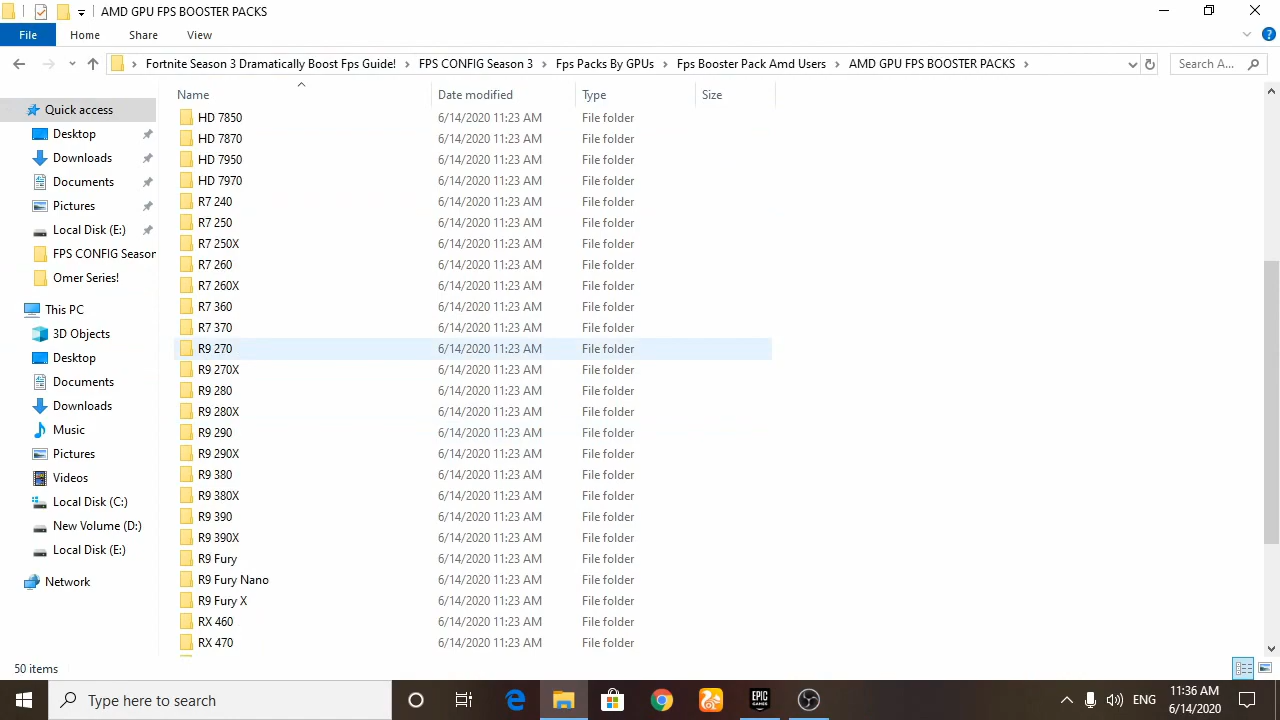 AMD GPU FPS BOOSTER PACKS
File Home Share View
Fortnite Season 3 Dramatically Boost Fps Guide! FPS CONFIG Season 3 Fps Packs By GPUs Fps Booster Pack Amd Users AMD GPU FPS BOOSTER PACKS Search A...
Name Date modified Type Size
Quick access
Desktop
Downloads
Documents
Pictures
Local Disk (E:)
FPS CONFIG Season
Omer Series!
This PC
3D Objects
Desktop
Documents
Downloads
Music
Pictures
Videos
Local Disk (C:)
New Volume (D:)
Local Disk (E:)
Network
HD 7850 6/14/2020 11:23 AM File folder
HD 7870 6/14/2020 11:23 AM File folder
HD 7950 6/14/2020 11:23 AM File folder
HD 7970 6/14/2020 11:23 AM File folder
R7 240 6/14/2020 11:23 AM File folder
R7 250 6/14/2020 11:23 AM File folder
R7 250X 6/14/2020 11:23 AM File folder
R7 260 6/14/2020 11:23 AM File folder
R7 260X 6/14/2020 11:23 AM File folder
R7 360 6/14/2020 11:23 AM File folder
R7 370 6/14/2020 11:23 AM File folder
R9 270 6/14/2020 11:23 AM File folder
R9 270X 6/14/2020 11:23 AM File folder
R9 280 6/14/2020 11:23 AM File folder
R9 280X 6/14/2020 11:23 AM File folder
R9 290 6/14/2020 11:23 AM File folder
R9 290X 6/14/2020 11:23 AM File folder
R9 380 6/14/2020 11:23 AM File folder
R9 380X 6/14/2020 11:23 AM File folder
R9 390 6/14/2020 11:23 AM File folder
R9 390X 6/14/2020 11:23 AM File folder
R9 Fury 6/14/2020 11:23 AM File folder
R9 Fury Nano 6/14/2020 11:23 AM File folder
R9 Fury X 6/14/2020 11:23 AM File folder
RX 460 6/14/2020 11:23 AM File folder
RX 470 6/14/2020 11:23 AM File folder
50 items
Type here to search
EPIC GAMES
ENG
11:36 AM
6/14/2020